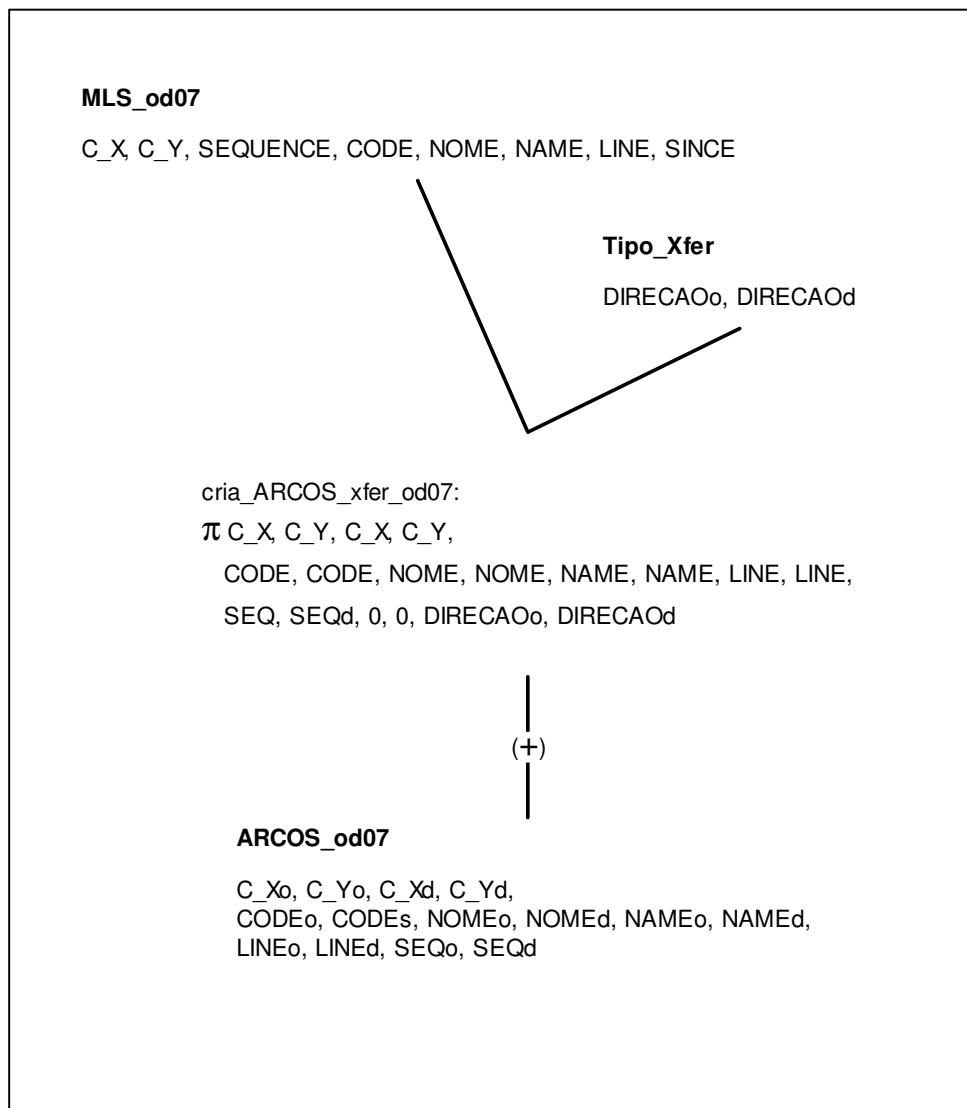 MLS_od07
C_X, C_Y, SEQUENCE, CODE, NOME, NAME, LINE, SINCE
Tipo_Xfer
DIRECAOo, DIRECAOd
cria_ARCOS_xfer_od07:
π C_X, C_Y, C_X, C_Y,
CODE, CODE, NOME, NOME, NAME, NAME, LINE, LINE,
SEQ, SEQd, 0, 0, DIRECAOo, DIRECAOd
(+)
ARCOS_od07
C_Xo, C_Yo, C_Xd, C_Yd,
CODEo, CODEs, NOMEo, NOMEd, NAMEo, NAMEd,
LINEo, LINEd, SEQo, SEQd